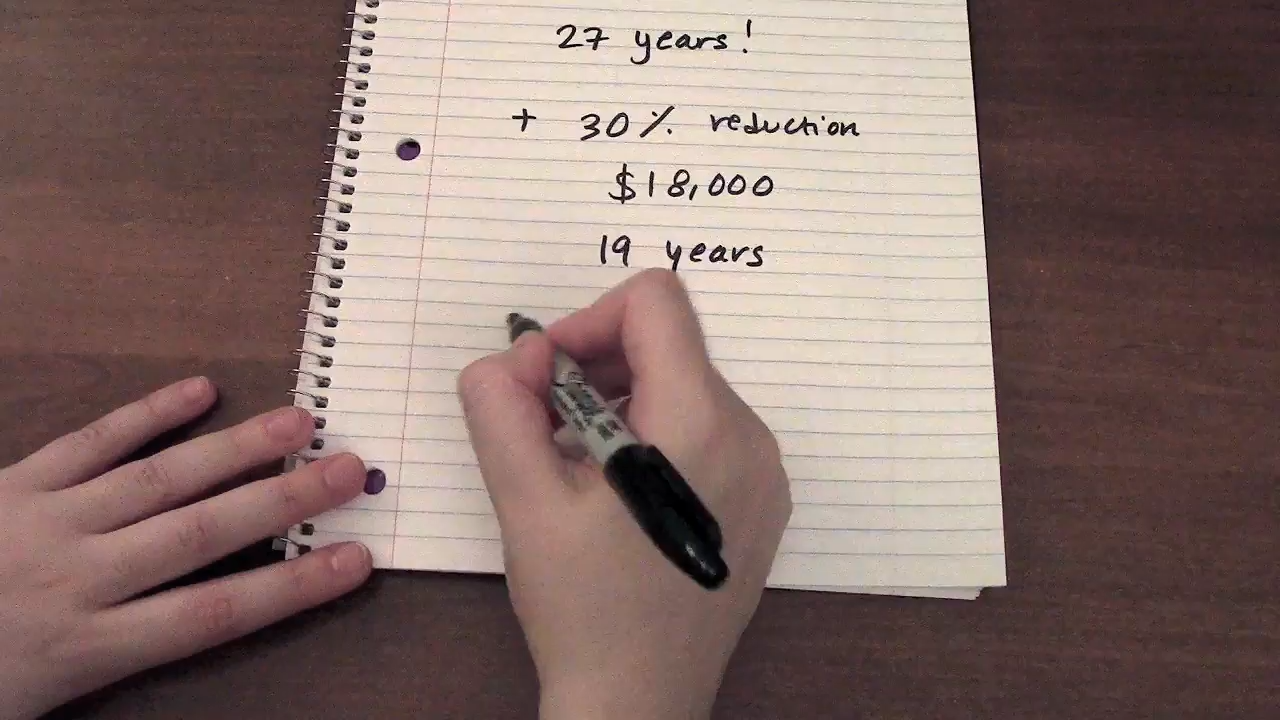 27 years!
+ 30% reduction
$18,000
19 years